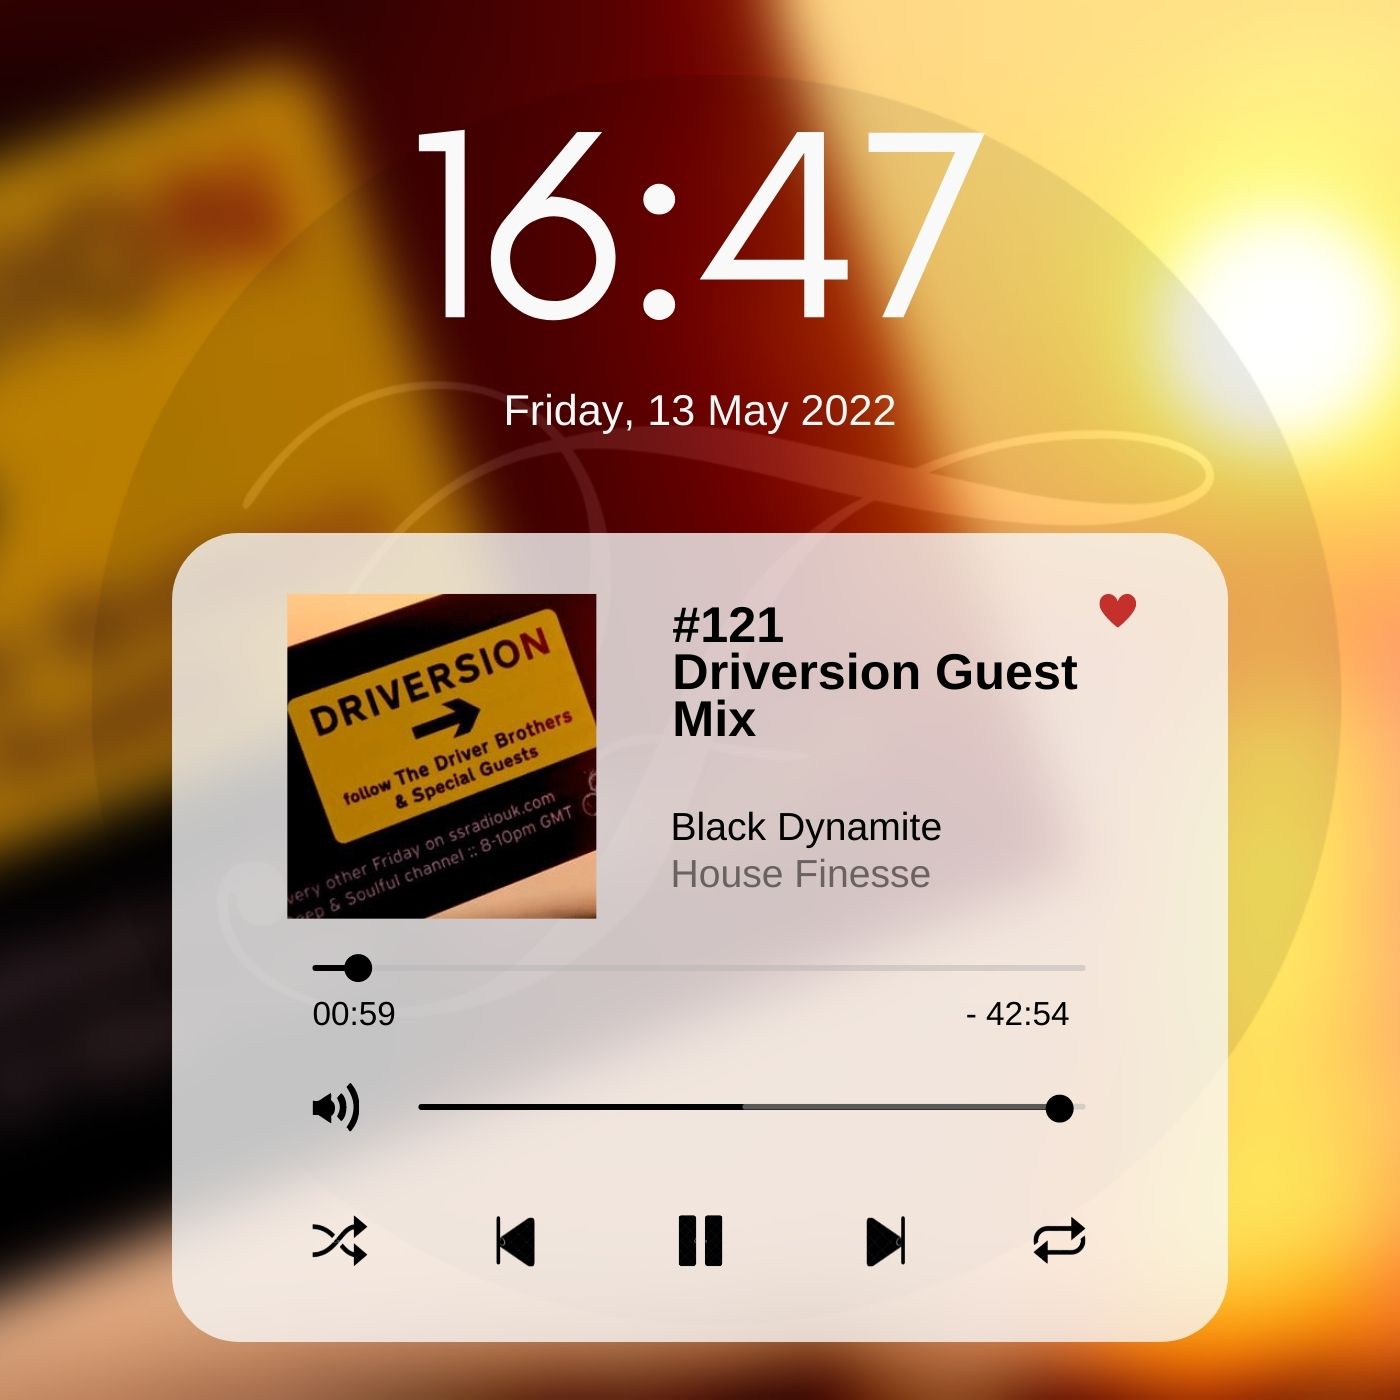 16:47
Friday, 13 May 2022
#121
Driversion Guest
Mix
Black Dynamite
House Finesse
DRIVERSION
follow The Driver Brothers
& Special Guests
very other Friday on ssradiouk.com
eep & Soulful channel :: 8-10pm GMT
00:59
- 42:54